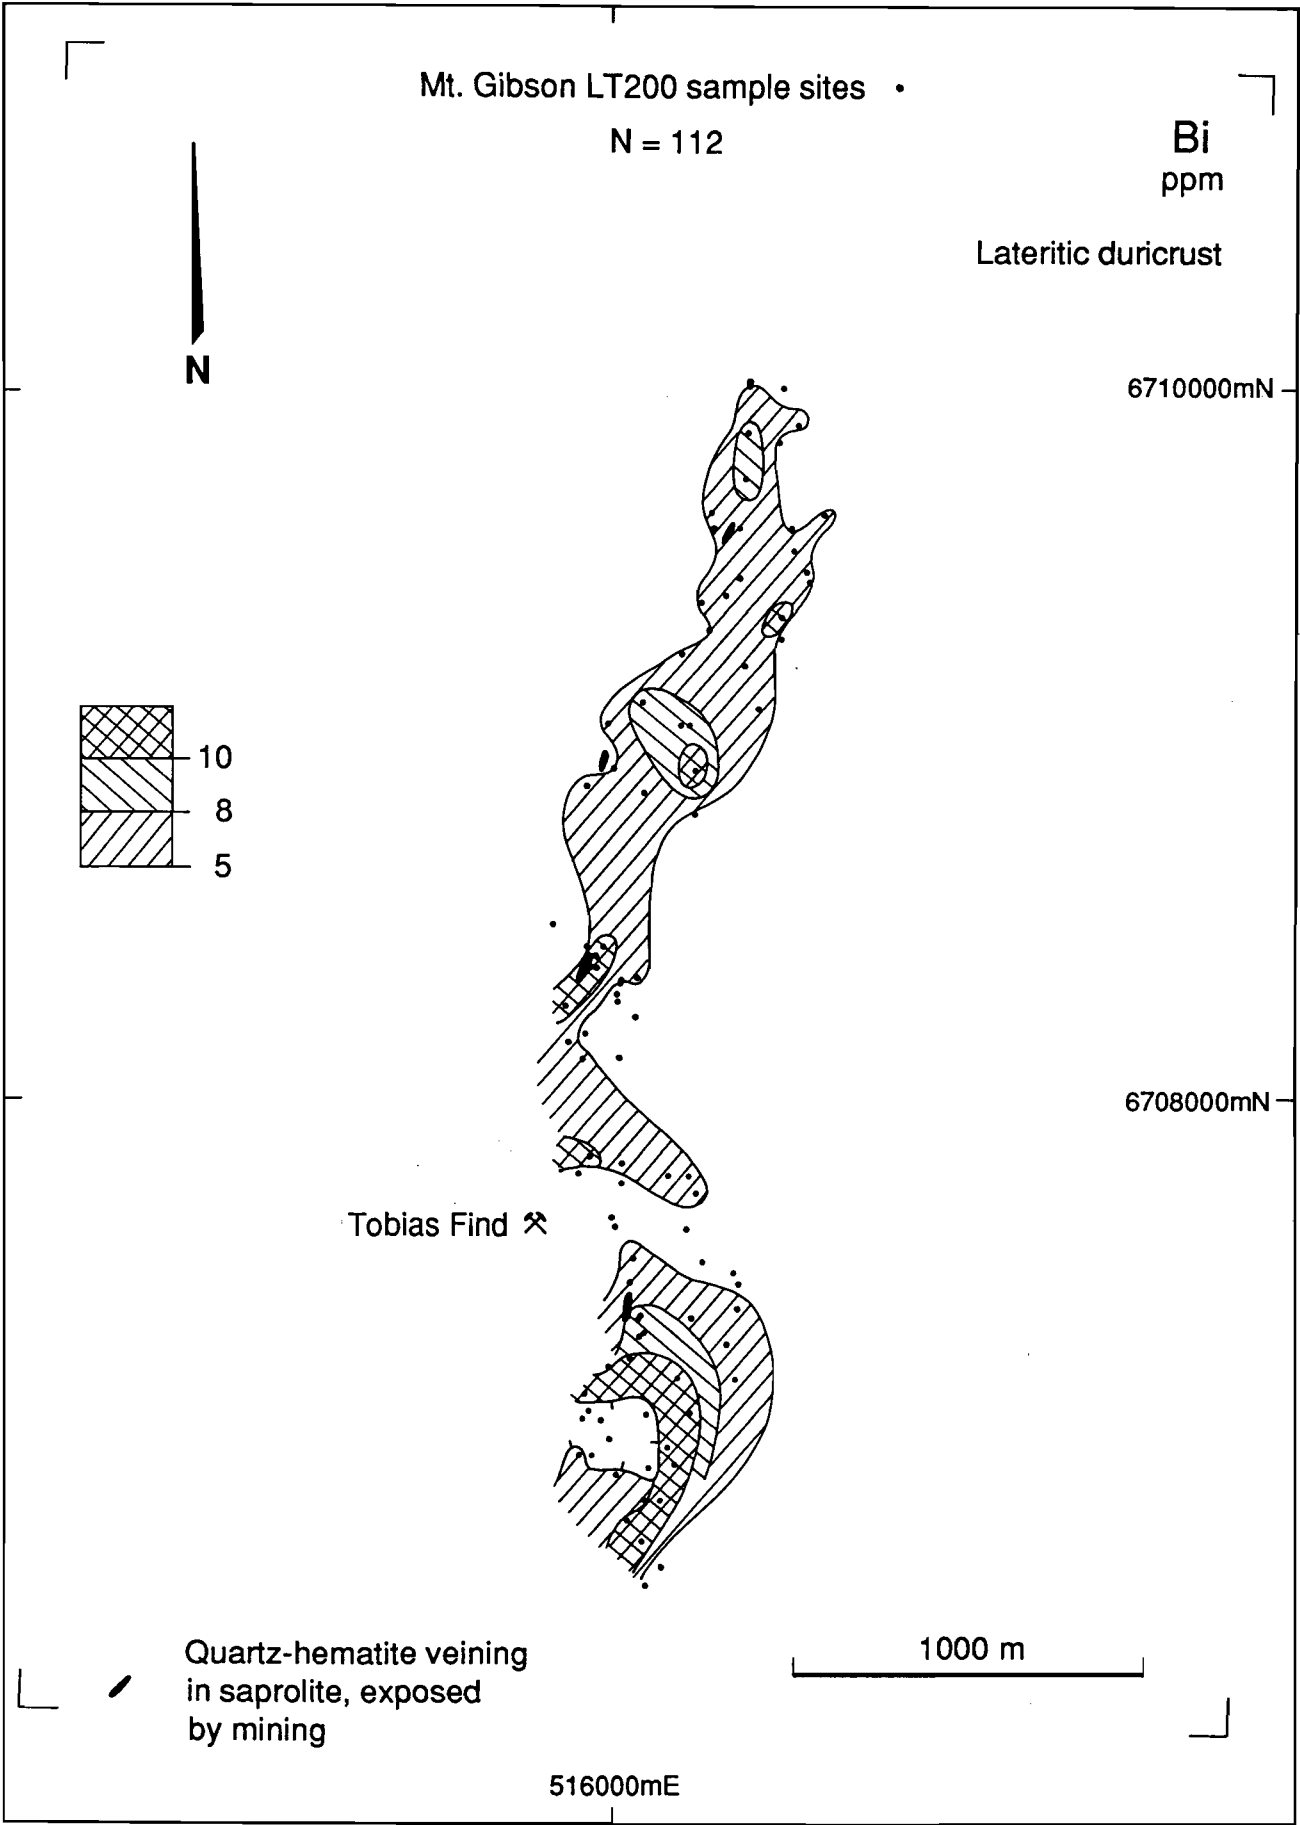 Mt. Gibson LT200 sample sites
N = 112
Bi
ppm
Lateritic duricrust
N
6710000mN
10
8
5
6708000mN
Tobias Find
Quartz-hematite veining
in saprolite, exposed
by mining
1000 m
516000mE